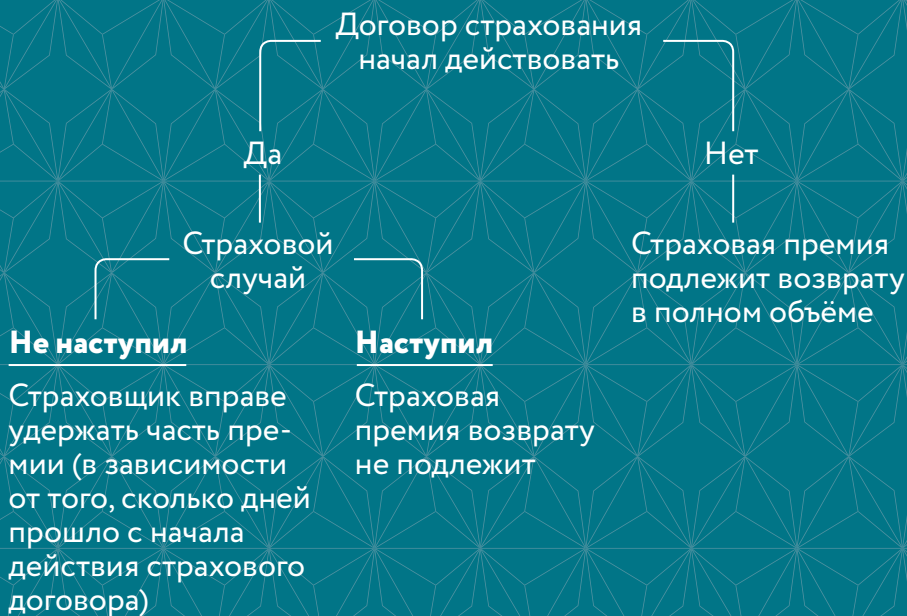 Договор страхования
начал действовать
Да
Нет
Страховой
случай
Страховая премия
подлежит возврату
в полном объёме
Не наступил
Страховщик вправе
удержать часть пре-
мии (в зависимости
от того, сколько дней
прошло с начала
действия страхового
договора)
Наступил
Страховая
премия возврату
не подлежит